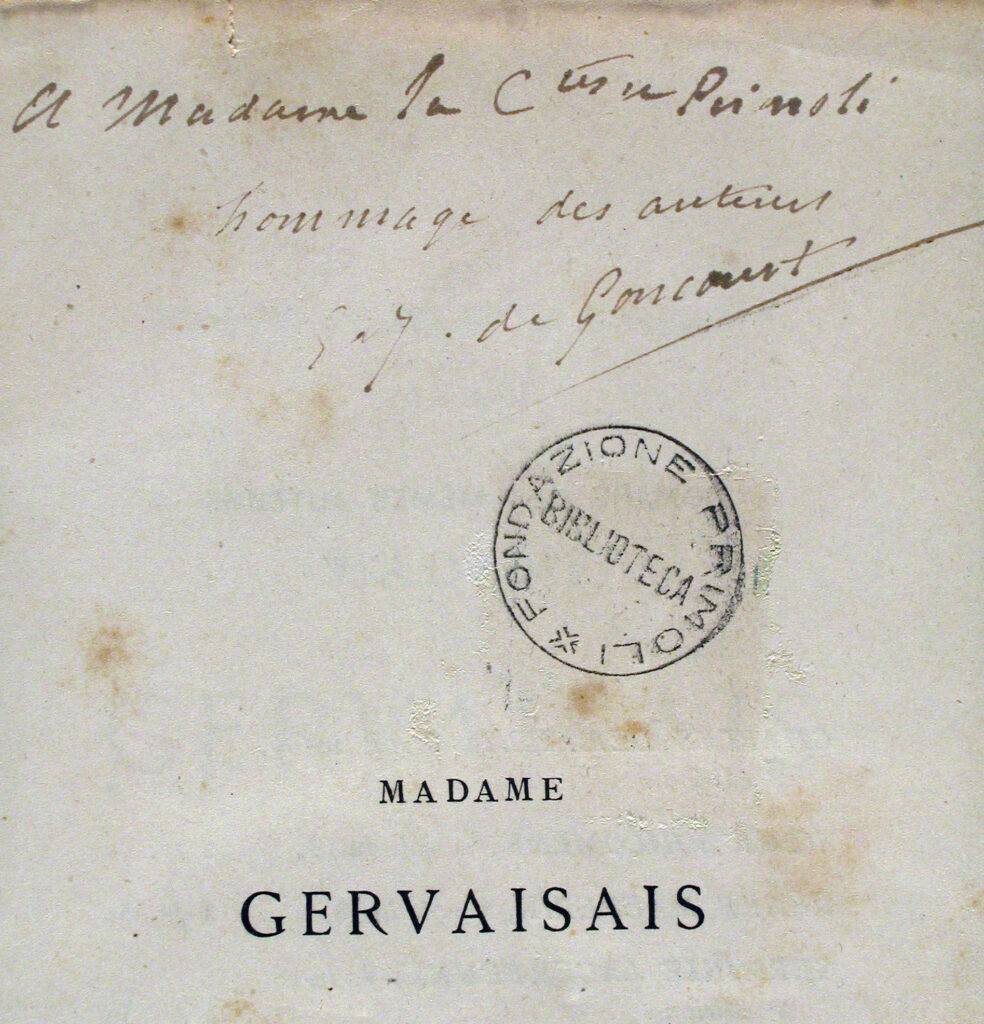 A Madame la Ctesse Primoli
hommage des auteurs
E. & J. de Goncourt
FONDAZIONE PRIMOLI
BIBLIOTECA
MADAME
GERVAISAIS